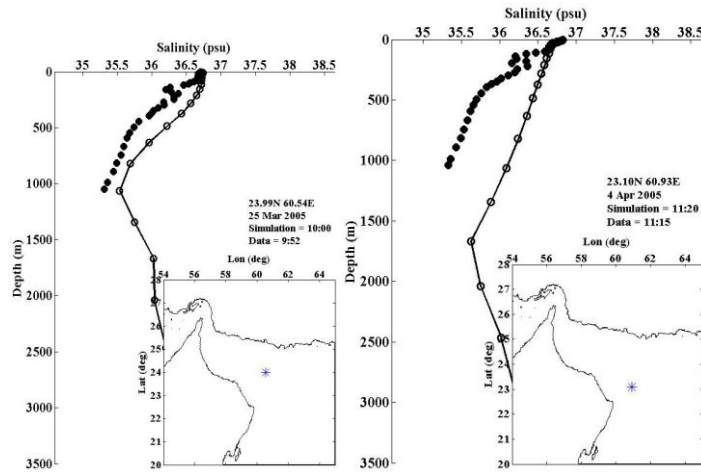 Salinity (psu)
35 35.5 36 36.5 37 37.5 38 38.5
0
500
1000
1500
2000
2500
3000
3500
Depth (m)
23.99N 60.54E
25 Mar 2005
Simulation = 10:00
Data = 9:52
Lon (deg)
54 56 58 60 62 64
28
27
26
25
24
23
22
21
20
Lat (deg)
Salinity (psu)
35 35.5 36 36.5 37 37.5 38 38.5
0
500
1000
1500
2000
2500
3000
3500
Depth (m)
23.10N 60.93E
4 Apr 2005
Simulation = 11:20
Data = 11:15
Lon (deg)
54 56 58 60 62 64
28
27
26
25
24
23
22
21
20
Lat (deg)